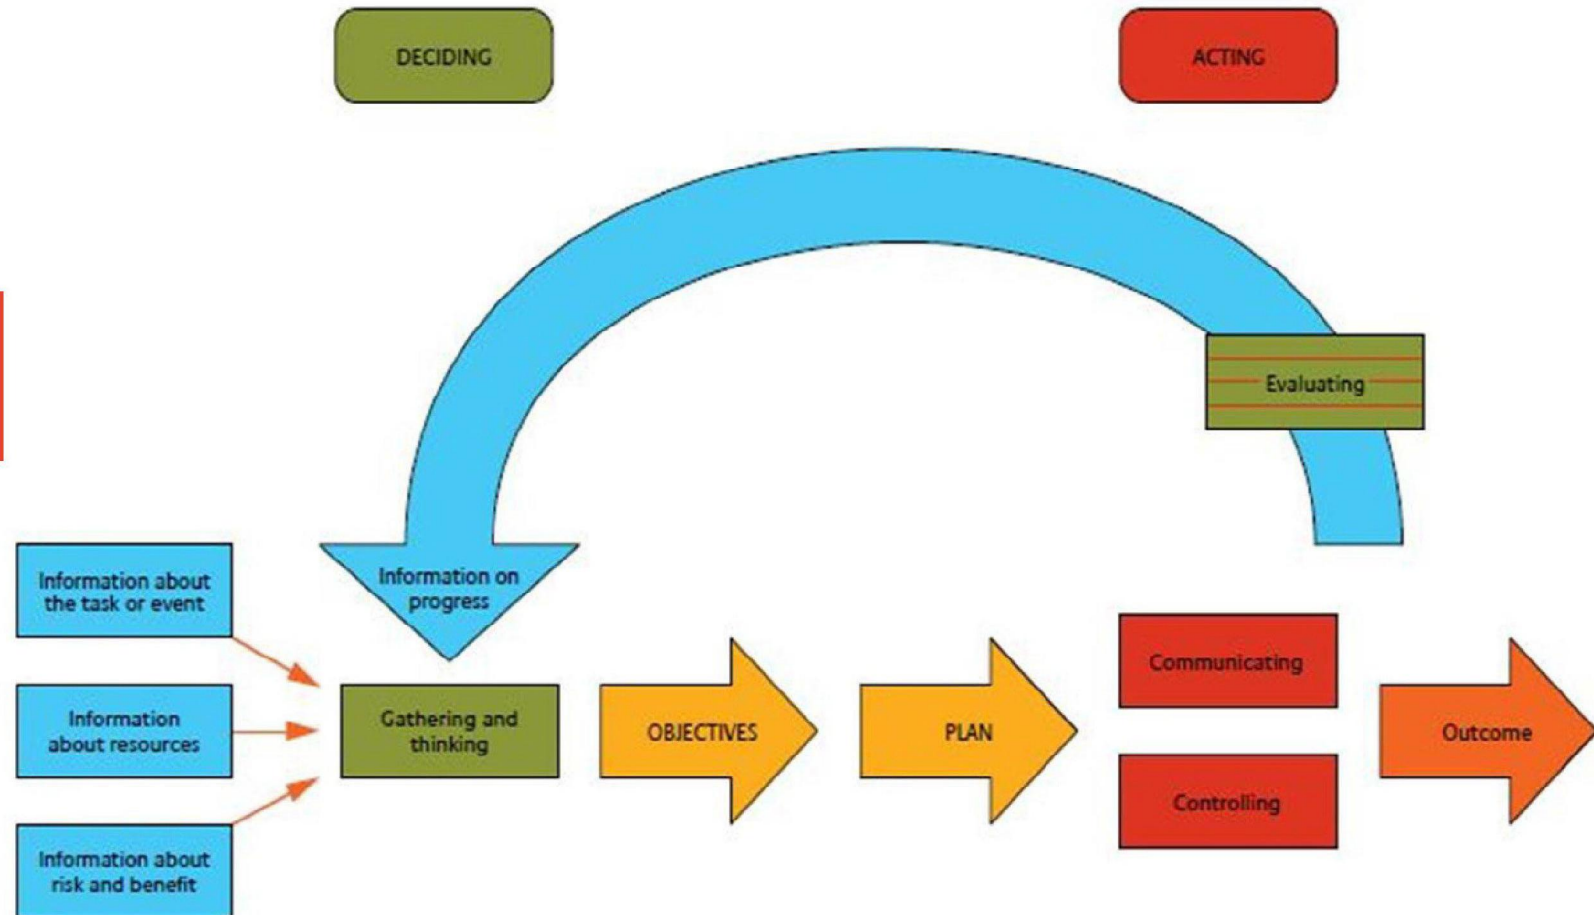 DECIDING
ACTING
Evaluating
Information on
progress
Information about
the task or event
Information
about resources
Information about
risk and benefit
Gathering and
thinking
OBJECTIVES
PLAN
Communicating
Controlling
Outcome